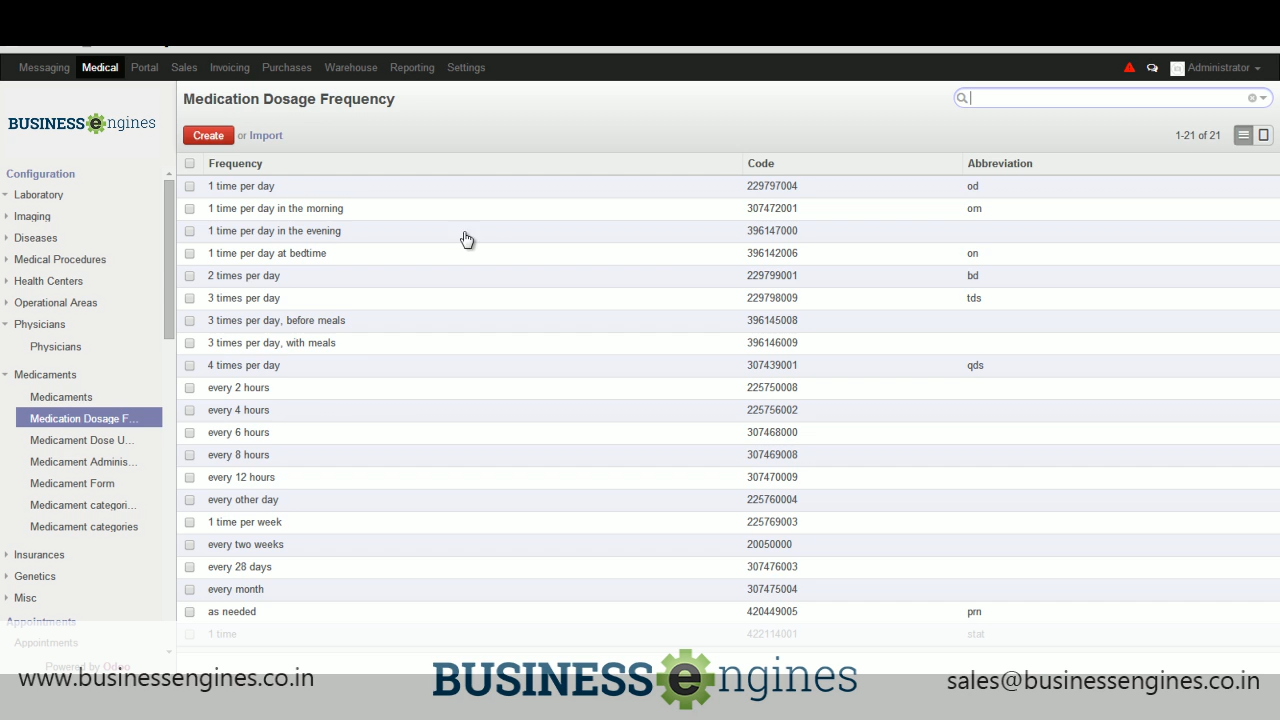 Messaging Medical Portal Sales Invoicing Purchases Warehouse Reporting Settings Administrator
BUSINESS Engines
Medication Dosage Frequency
Create or Import
1-21 of 21
Configuration
Laboratory
Imaging
Diseases
Medical Procedures
Health Centers
Operational Areas
Physicians
Physicians
Medicaments
Medicaments
Medication Dosage F...
Medicament Dose U...
Medicament Adminis...
Medicament Form
Medicament categori...
Medicament categories
Insurances
Genetics
Misc
Appointments
Appointments
Powered by Odoo
Frequency Code Abbreviation
1 time per day 229797004 od
1 time per day in the morning 307472001 om
1 time per day in the evening 396147000
1 time per day at bedtime 396142006 on
2 times per day 229799001 bd
3 times per day 229798009 tds
3 times per day, before meals 396145008
3 times per day, with meals 396146009
4 times per day 307439001 qds
every 2 hours 225750008
every 4 hours 225756002
every 6 hours 307468000
every 8 hours 307469008
every 12 hours 307470009
every other day 225760004
1 time per week 225769003
every two weeks 20050000
every 28 days 307476003
every month 307475004
as needed 420449005 prn
1 time 422114001 stat
www.businessengines.co.in
BUSINESS engines
sales@businessengines.co.in